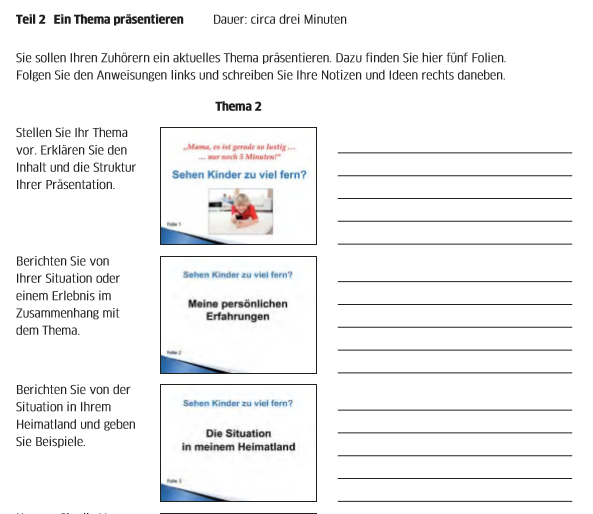 Teil 2 Ein Thema präsentieren Dauer: circa drei Minuten
Sie sollen Ihren Zuhörern ein aktuelles Thema präsentieren. Dazu finden Sie hier fünf Folien.
Folgen Sie den Anweisungen links und schreiben Sie Ihre Notizen und Ideen rechts daneben.
Thema 2
Stellen Sie Ihr Thema
vor. Erklären Sie den
Inhalt und die Struktur
Ihrer Präsentation.
„Mama, es ist gerade so lustig ...
... nur noch 5 Minuten!“
Sehen Kinder zu viel fern?
Folie 1
Berichten Sie von
Ihrer Situation oder
einem Erlebnis im
Zusammenhang mit
dem Thema.
Sehen Kinder zu viel fern?
Meine persönlichen
Erfahrungen
Folie 2
Berichten Sie von der
Situation in Ihrem
Heimatland und geben
Sie Beispiele.
Sehen Kinder zu viel fern?
Die Situation
in meinem Heimatland
Folie 3